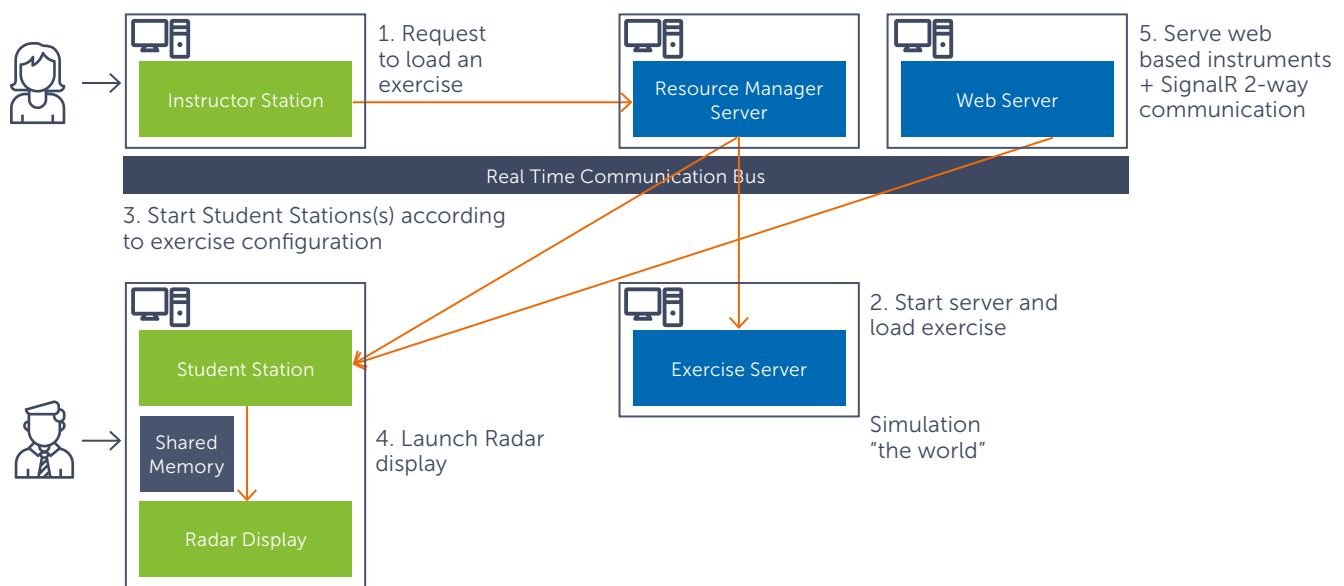 1. Request
to load an
exercise
5. Serve web
based instruments
+ SignalR 2-way
communication
Instructor Station
Resource Manager
Server
Web Server
Real Time Communication Bus
3. Start Student Stations(s) according
to exercise configuration
2. Start server and
load exercise
Student Station
Exercise Server
Shared
Memory
4. Launch Radar
display
Simulation
“the world”
Radar Display